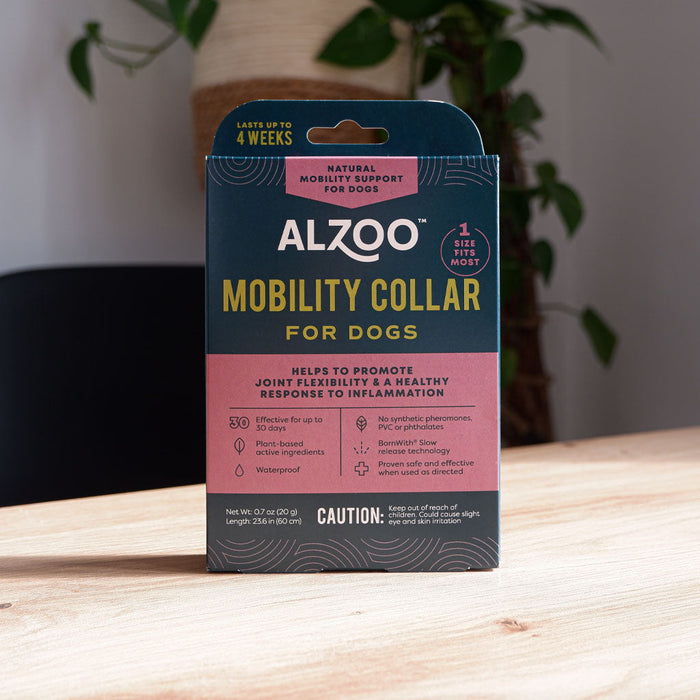 LASTS UP TO
4 WEEKS
NATURAL
MOBILITY SUPPORT
FOR DOGS
ALZOO™
1
SIZE
FITS
MOST
MOBILITY COLLAR
FOR DOGS
HELPS TO PROMOTE
JOINT FLEXIBILITY & A HEALTHY
RESPONSE TO INFLAMMATION
30 Effective for up to
30 days
Plant-based
active ingredients
Waterproof
No synthetic pheromones,
PVC or phthalates
BornWith® Slow
release technology
Proven safe and effective
when used as directed
Net Wt: 0.7 oz (20 g)
Length: 23.6 in (60 cm)
CAUTION: Keep out of reach of
children. Could cause slight
eye and skin irritation